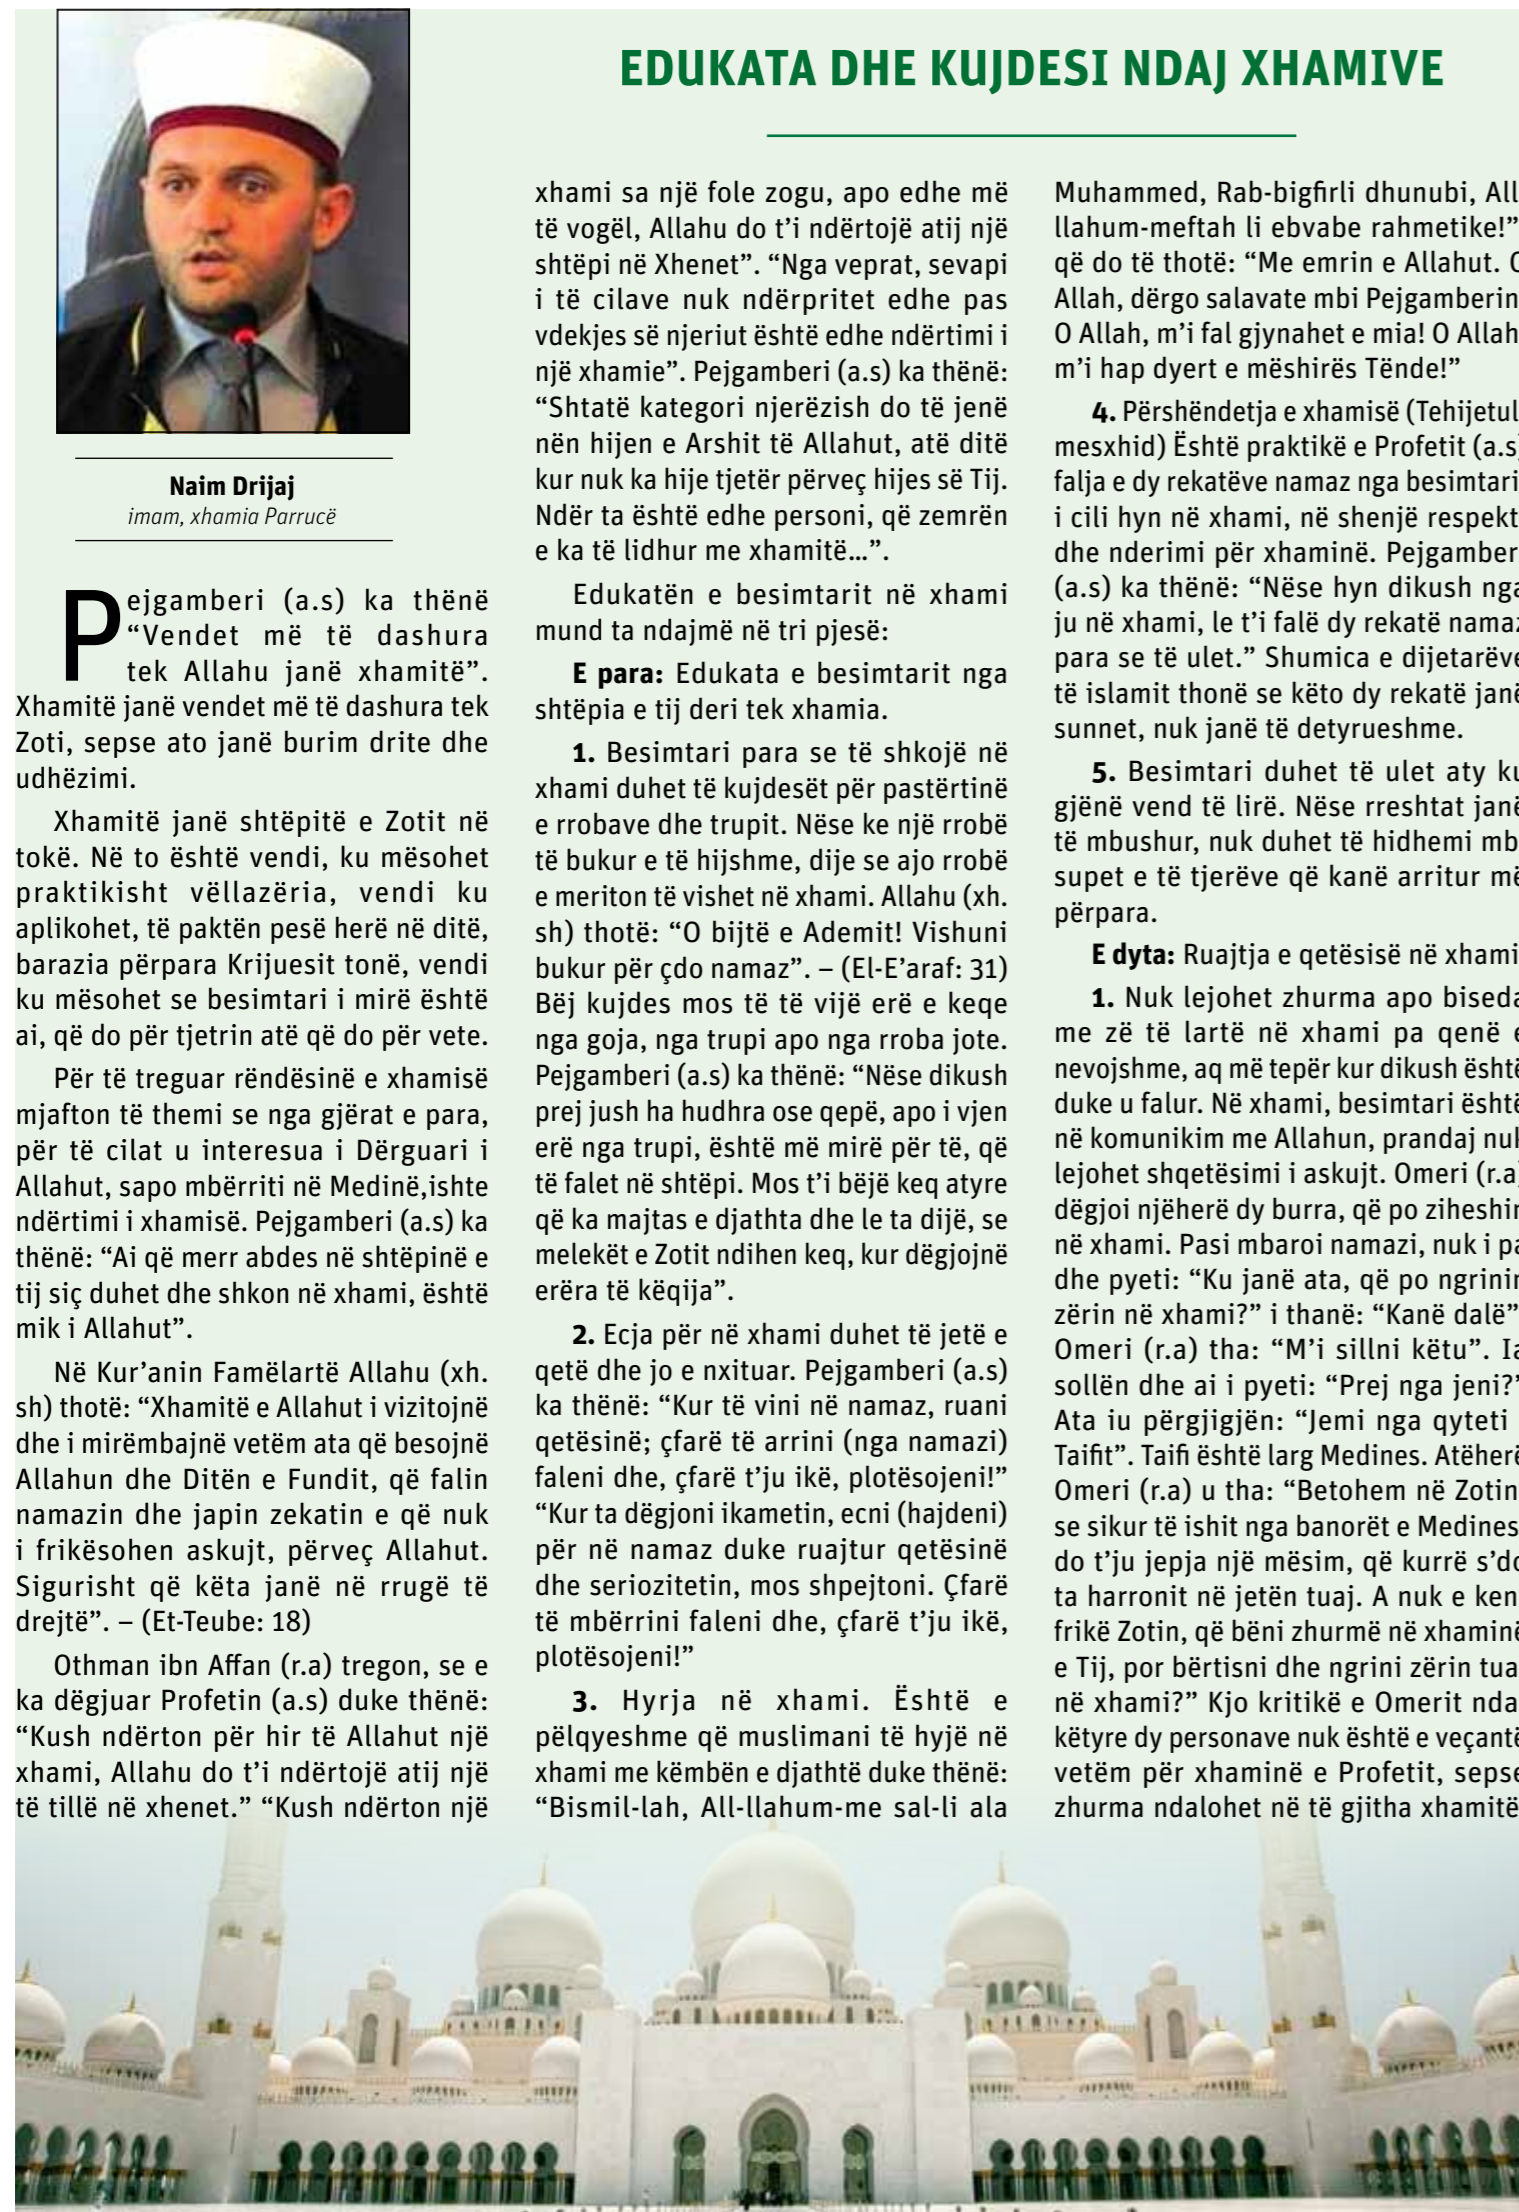 EDUKATA DHE KUJDESI NDAJ XHAMIVE
Naim Drijaj
imam, xhamia Parrucë
Pejgamberi (a.s) ka thënë
“Vendet më të dashura
tek Allahu janë xhamitë”.
Xhamitë janë vendet më të dashura tek
Zoti, sepse ato janë burim drite dhe
udhëzimi.
Xhamitë janë shtëpitë e Zotit në
tokë. Në to është vendi, ku mësohet
praktikisht vëllazëria, vendi ku
aplikohet, të paktën pesë herë në ditë,
barazia përpara Krijuesit tonë, vendi
ku mësohet se besimtari i mirë është
ai, që do për tjetrin atë që do për vete.
Për të treguar rëndësinë e xhamisë
mjafton të themi se nga gjërat e para,
për të cilat u interesua i Dërguari i
Allahut, sapo mbërriti në Medinë,ishte
ndërtimi i xhamisë. Pejgamberi (a.s) ka
thënë: “Ai që merr abdes në shtëpinë e
tij siç duhet dhe shkon në xhami, është
mik i Allahut”.
Në Kur’anin Famëlartë Allahu (xh.
sh) thotë: “Xhamitë e Allahut i vizitojnë
dhe i mirëmbajnë vetëm ata që besojnë
Allahun dhe Ditën e Fundit, që falin
namazin dhe japin zekatin e që nuk
i frikësohen askujt, përveç Allahut.
Sigurisht që këta janë në rrugë të
drejtë”. – (Et-Teube: 18)
Othman ibn Affan (r.a) tregon, se e
ka dëgjuar Profetin (a.s) duke thënë:
“Kush ndërton për hir të Allahut një
xhami, Allahu do t’i ndërtojë atij një
të tillë në xhenet.” “Kush ndërton një
xhami sa një fole zogu, apo edhe më
të vogël, Allahu do t’i ndërtojë atij një
shtëpi në Xhenet”. “Nga veprat, sevapi
i të cilave nuk ndërpritet edhe pas
vdekjes së njeriut është edhe ndërtimi i
një xhamie”. Pejgamberi (a.s) ka thënë:
“Shtatë kategori njerëzish do të jenë
nën hijen e Arshit të Allahut, atë ditë
kur nuk ka hije tjetër përveç hijes së Tij.
Ndër ta është edhe personi, që zemrën
e ka të lidhur me xhamitë…”.
Edukatën e besimtarit në xhami
mund ta ndajmë në tri pjesë:
E para: Edukata e besimtarit nga
shtëpia e tij deri tek xhamia.
1. Besimtari para se të shkojë në
xhami duhet të kujdesët për pastërtinë
e rrobave dhe trupit. Nëse ke një rrobë
të bukur e të hijshme, dije se ajo rrobë
e meriton të vishet në xhami. Allahu (xh.
sh) thotë: “O bijtë e Ademit! Vishuni
bukur për çdo namaz”. – (El-E’araf: 31)
Bëj kujdes mos të të vijë erë e keqe
nga goja, nga trupi apo nga rroba jote.
Pejgamberi (a.s) ka thënë: “Nëse dikush
prej jush ha hudhra ose qepë, apo i vjen
erë nga trupi, është më mirë për të, që
të falet në shtëpi. Mos t’i bëjë keq atyre
që ka majtas e djathta dhe le ta dijë, se
melekët e Zotit ndihen keq, kur dëgjojnë
erëra të këqija”.
2. Ecja për në xhami duhet të jetë e
qetë dhe jo e nxituar. Pejgamberi (a.s)
ka thënë: “Kur të vini në namaz, ruani
qetësinë; çfarë të arrini (nga namazi)
faleni dhe, çfarë t’ju ikë, plotësojeni!”
“Kur ta dëgjoni ikametin, ecni (hajdeni)
për në namaz duke ruajtur qetësinë
dhe seriozitetin, mos shpejtoni. Çfarë
të mbërrini faleni dhe, çfarë t’ju ikë,
plotësojeni!”
3. Hyrja në xhami. Është e
pëlqyeshme që muslimani të hyjë në
xhami me këmbën e djathtë duke thënë:
“Bismil-lah, All-llahum-me sal-li ala
Muhammed, Rab-bigfirli dhunubi, All
llahum-meftah li ebvabe rahmetike!”
që do të thotë: “Me emrin e Allahut. O
Allah, dërgo salavate mbi Pejgamberin
O Allah, m’i fal gjynahet e mia! O Allah
m’i hap dyert e mëshirës Tënde!”
4. Përshëndetja e xhamisë (Tehijetul
mesxhid) Është praktikë e Profetit (a.s)
falja e dy rekatëve namaz nga besimtari
i cili hyn në xhami, në shenjë respekt
dhe nderimi për xhaminë. Pejgamber
(a.s) ka thënë: “Nëse hyn dikush nga
ju në xhami, le t’i falë dy rekatë namaz
para se të ulet.” Shumica e dijetarëve
të islamit thonë se këto dy rekatë janë
sunnet, nuk janë të detyrueshme.
5. Besimtari duhet të ulet aty ku
gjënë vend të lirë. Nëse rreshtat janë
të mbushur, nuk duhet të hidhemi mb
supet e të tjerëve që kanë arritur më
përpara.
E dyta: Ruajtja e qetësisë në xhami
1. Nuk lejohet zhurma apo biseda
me zë të lartë në xhami pa qenë e
nevojshme, aq më tepër kur dikush është
duke u falur. Në xhami, besimtari është
në komunikim me Allahun, prandaj nuk
lejohet shqetësimi i askujt. Omeri (r.a)
dëgjoi njëherë dy burra, që po ziheshin
në xhami. Pasi mbaroi namazi, nuk i pa
dhe pyeti: “Ku janë ata, që po ngrinin
zërin në xhami?” i thanë: “Kanë dalë”
Omeri (r.a) tha: “M’i sillni këtu”. Ia
sollën dhe ai i pyeti: “Prej nga jeni?”
Ata iu përgjigjën: “Jemi nga qyteti
Taifit”. Taifi është larg Medines. Atëherë
Omeri (r.a) u tha: “Betohem në Zotin
se sikur të ishit nga banorët e Medines
do t’ju jepja një mësim, që kurrë s’do
ta harronit në jetën tuaj. A nuk e ken
frikë Zotin, që bëni zhurmë në xhaminë
e Tij, por bërtisni dhe ngrini zërin tua
në xhami?” Kjo kritikë e Omerit nda
këtyre dy personave nuk është e veçantë
vetëm për xhaminë e Profetit, sepse
zhurma ndalohet në të gjitha xhamitë